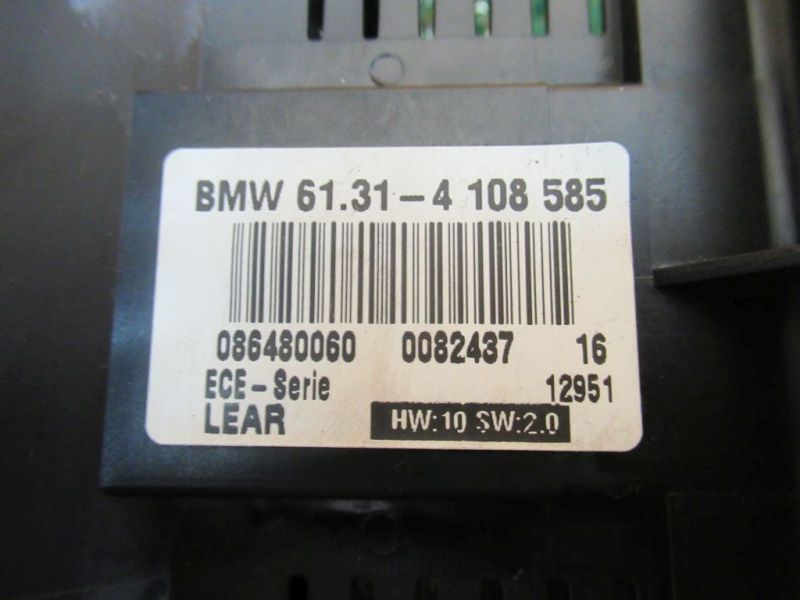 BMW 61.31-4 108 585
086480060 0082437 16
ECE-Serie 12951
LEAR HW:10 SW:2.0